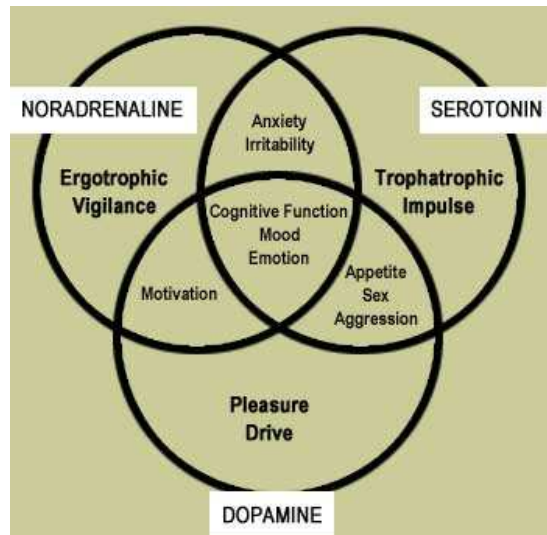 NORADRENALINE
SEROTONIN
Anxiety
Irritability
Ergotrophic
Vigilance
Trophatrophic
Impulse
Cognitive Function
Mood
Emotion
Motivation
Appetite
Sex
Aggression
Pleasure
Drive
DOPAMINE